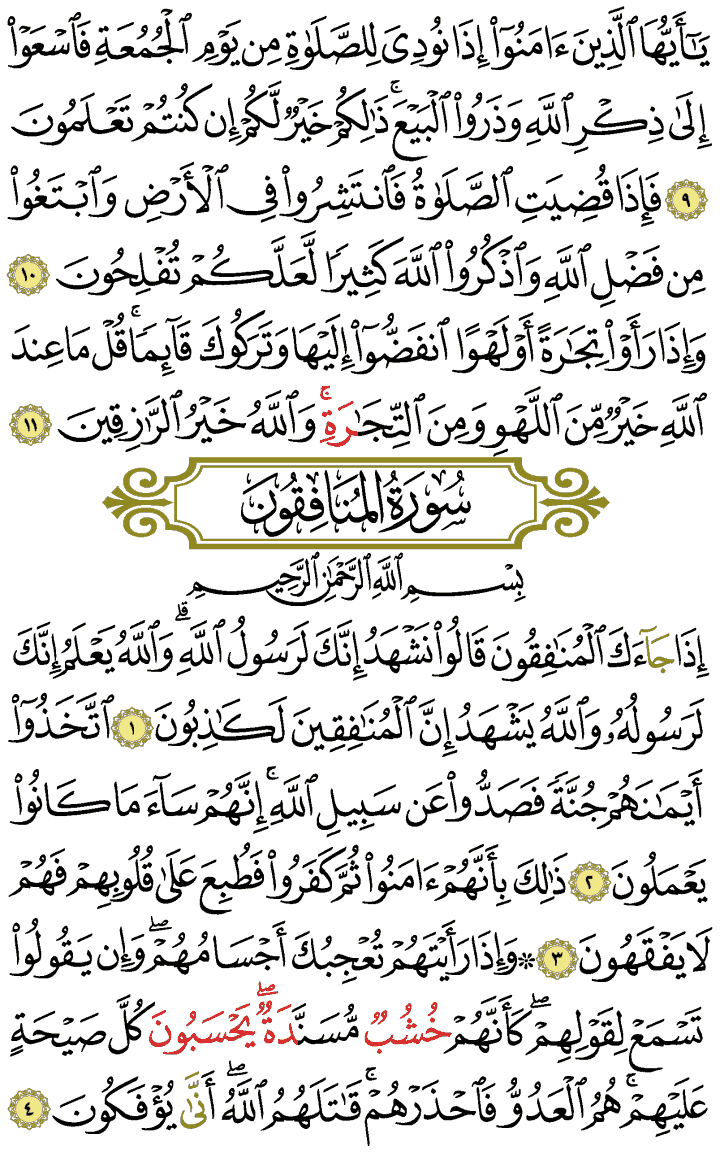 يَٰٓأَيُّهَا ٱلَّذِينَ ءَامَنُوٓا۟ إِذَا نُودِىَ لِلصَّلَوٰةِ مِن يَوْمِ ٱلْجُمُعَةِ فَٱسْعَوْا۟
إِلَىٰ ذِكْرِ ٱللَّهِ وَذَرُوا۟ ٱلْبَيْعَ ۚ ذَٰلِكُمْ خَيْرٌ لَّكُمْ إِن كُنتُمْ تَعْلَمُونَ
٩ فَإِذَا قُضِيَتِ ٱلصَّلَوٰةُ فَٱنتَشِرُوا۟ فِى ٱلْأَرْضِ وَٱبْتَغُوا۟
مِن فَضْلِ ٱللَّهِ وَٱذْكُرُوا۟ ٱللَّهَ كَثِيرًا لَّعَلَّكُمْ تُفْلِحُونَ ١٠
وَإِذَا رَأَوْا۟ تِجَٰرَةً أَوْ لَهْوًا ٱنفَضُّوٓا۟ إِلَيْهَا وَتَرَكُوكَ قَآئِمًا ۚ قُلْ مَا عِندَ
ٱللَّهِ خَيْرٌ مِّنَ ٱللَّهْوِ وَمِنَ ٱلتِّجَٰرَةِ ۚ وَٱللَّهُ خَيْرُ ٱلرَّٰزِقِينَ ١١
سُورَةُ الْمُنَافِقُونَ
بِسْمِ ٱللَّهِ ٱلرَّحْمَٰنِ ٱلرَّحِيمِ
إِذَا جَآءَكَ ٱلْمُنَٰفِقُونَ قَالُوا۟ نَشْهَدُ إِنَّكَ لَرَسُولُ ٱللَّهِ ۗ وَٱللَّهُ يَعْلَمُ إِنَّكَ
لَرَسُولُهُۥ وَٱللَّهُ يَشْهَدُ إِنَّ ٱلْمُنَٰفِقِينَ لَكَٰذِبُونَ ١ ٱتَّخَذُوٓا۟
أَيْمَٰنَهُمْ جُنَّةً فَصَدُّوا۟ عَن سَبِيلِ ٱللَّهِ ۚ إِنَّهُمْ سَآءَ مَا كَانُوا۟
يَعْمَلُونَ ٢ ذَٰلِكَ بِأَنَّهُمْ ءَامَنُوا۟ ثُمَّ كَفَرُوا۟ فَطُبِعَ عَلَىٰ قُلُوبِهِمْ فَهُمْ
لَا يَفْقَهُونَ ٣ ۞ وَإِذَا رَأَيْتَهُمْ تُعْجِبُكَ أَجْسَامُهُمْ ۖ وَإِن يَقُولُوا۟
تَسْمَعْ لِقَوْلِهِمْ ۖ كَأَنَّهُمْ خُشُبٌ مُّسَنَّدَةٌ ۖ يَحْسَبُونَ كُلَّ صَيْحَةٍ
عَلَيْهِمْ ۚ هُمُ ٱلْعَدُوُّ فَٱحْذَرْهُمْ ۚ قَٰتَلَهُمُ ٱللَّهُ ۖ أَنَّىٰ يُؤْفَكُونَ ٤